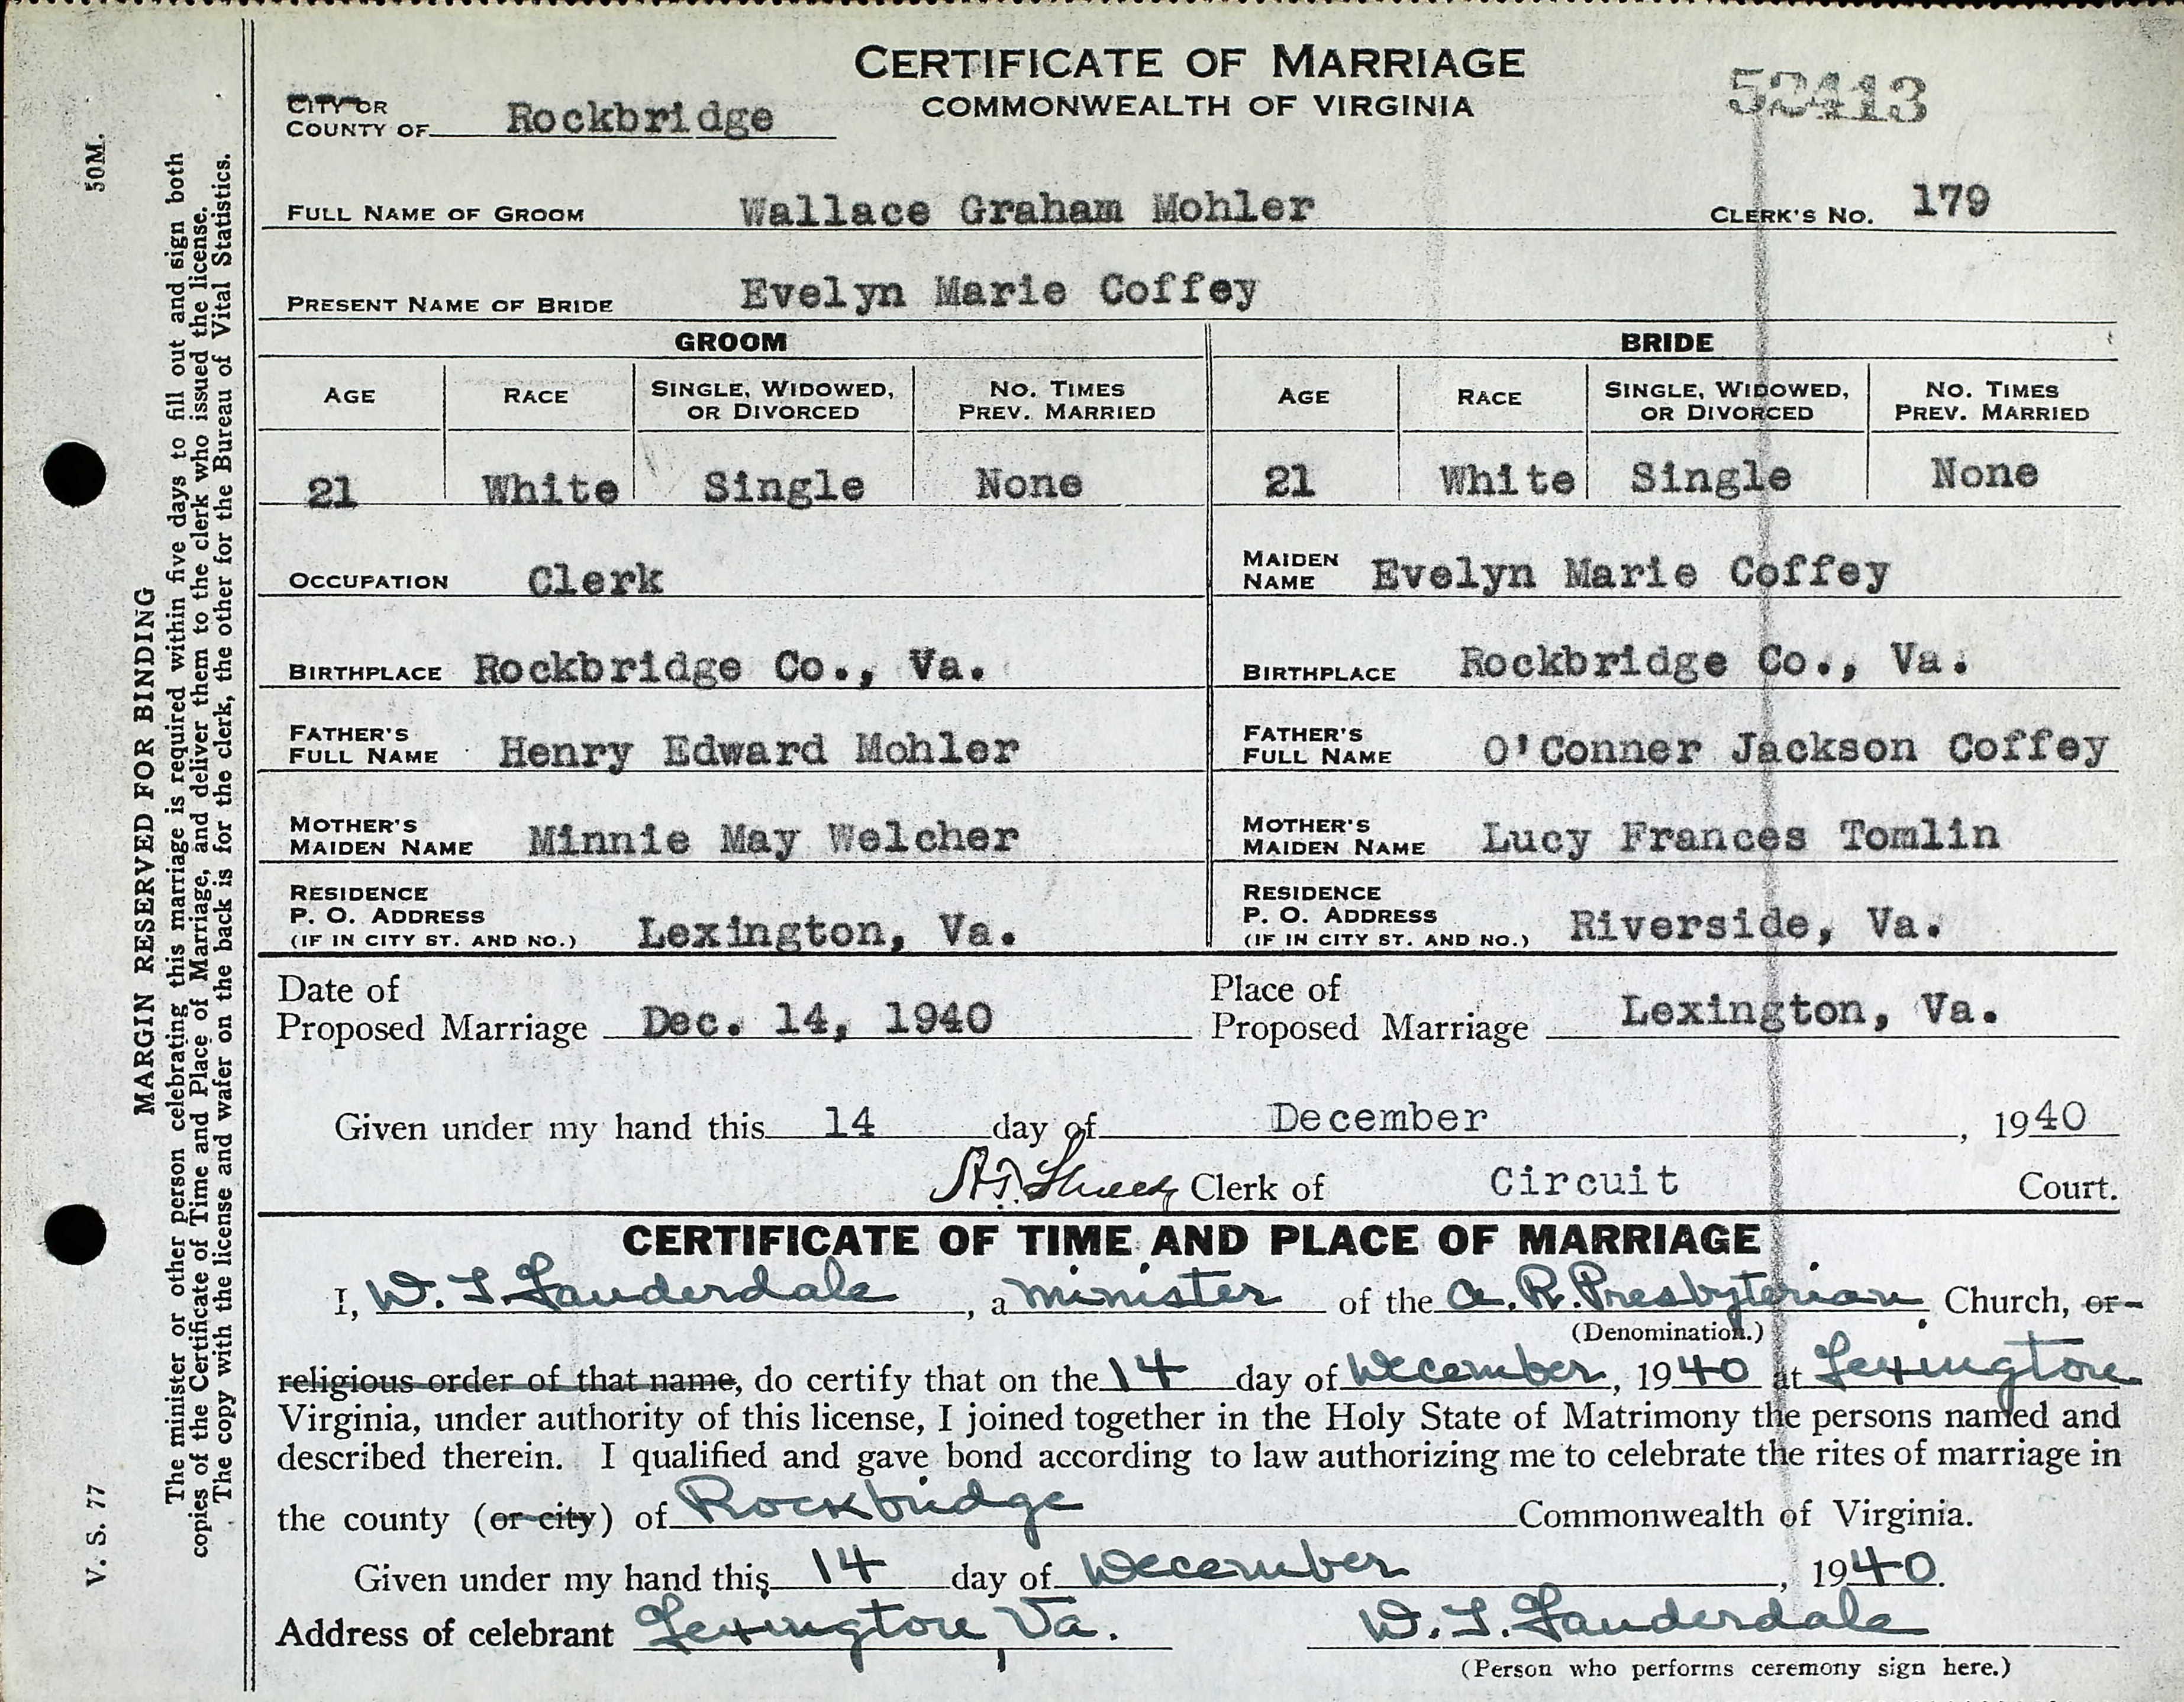 CERTIFICATE OF MARRIAGE
COMMONWEALTH OF VIRGINIA
52413
CITY OR
COUNTY OF Rockbridge
FULL NAME OF GROOM Wallace Graham Mohler CLERK'S NO. 179
PRESENT NAME OF BRIDE Evelyn Marie Coffey
GROOM BRIDE
AGE RACE SINGLE, WIDOWED, OR DIVORCED NO. TIMES PREV. MARRIED AGE RACE SINGLE, WIDOWED, OR DIVORCED NO. TIMES PREV. MARRIED
21 White Single None 21 White Single None
OCCUPATION Clerk MAIDEN NAME Evelyn Marie Coffey
BIRTHPLACE Rockbridge Co., Va. BIRTHPLACE Rockbridge Co., Va.
FATHER'S FULL NAME Henry Edward Mohler FATHER'S FULL NAME O'Conner Jackson Coffey
MOTHER'S MAIDEN NAME Minnie May Welcher MOTHER'S MAIDEN NAME Lucy Frances Tomlin
RESIDENCE P. O. ADDRESS (IF IN CITY ST. AND NO.) Lexington, Va. RESIDENCE P. O. ADDRESS (IF IN CITY ST. AND NO.) Riverside, Va.
Date of Proposed Marriage Dec. 14, 1940 Place of Proposed Marriage Lexington, Va.
Given under my hand this 14 day of December, 1940
Clerk of Circuit Court.
CERTIFICATE OF TIME AND PLACE OF MARRIAGE
I, W. T. Lauderdale, a minister of the A. R. Presbyterian Church, or
(Denomination.)
religious order of that name, do certify that on the 14 day of December, 1940 at Lexington
Virginia, under authority of this license, I joined together in the Holy State of Matrimony the persons named and
described therein. I qualified and gave bond according to law authorizing me to celebrate the rites of marriage in
the county (or city) of Rockbridge Commonwealth of Virginia.
Given under my hand this 14 day of December, 1940.
Address of celebrant Lexington, Va. W. T. Lauderdale
(Person who performs ceremony sign here.)
V. S. 77 50M.
MARGIN RESERVED FOR BINDING
The minister or other person celebrating this marriage is required within five days to fill out and sign both
copies of the Certificate of Time and Place of Marriage, and deliver them to the clerk who issued the license.
The copy with the license and wafer on the back is for the clerk, the other for the Bureau of Vital Statistics.